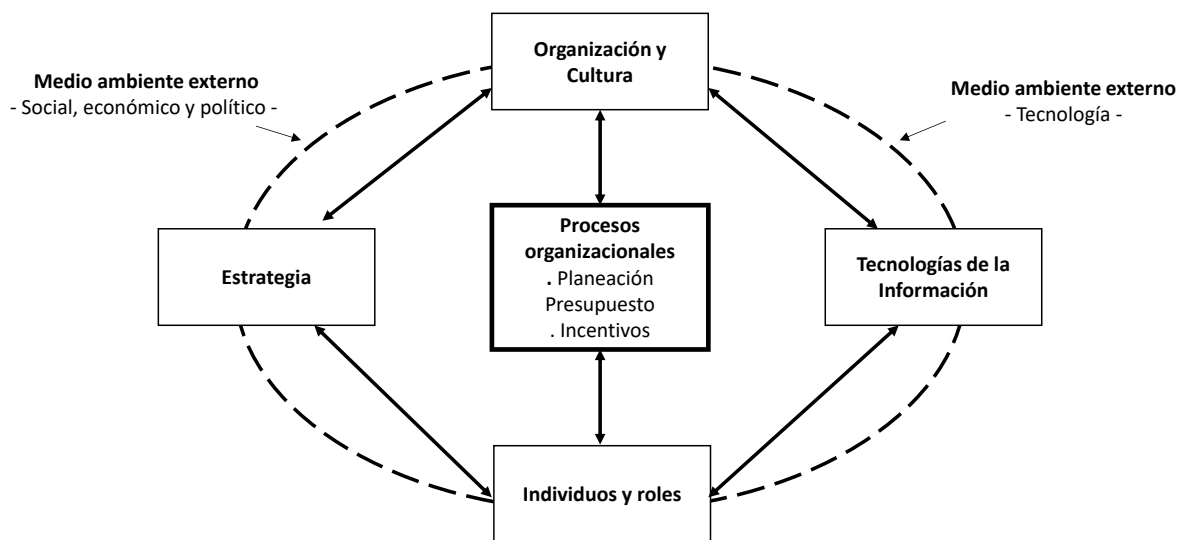 Organización y
Cultura
Medio ambiente externo
- Social, económico y político -
Medio ambiente externo
- Tecnología -
Estrategia
Procesos
organizacionales
. Planeación
Presupuesto
. Incentivos
Tecnologías de la
Información
Individuos y roles